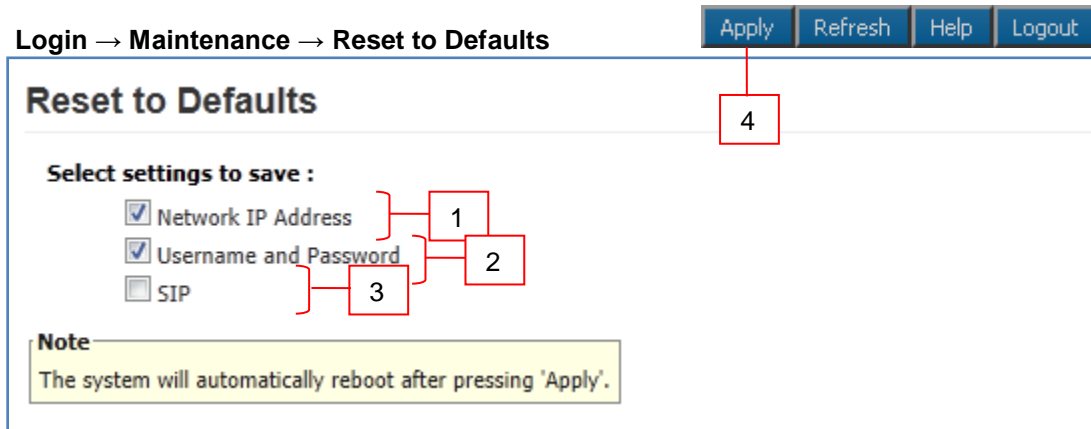 Login → Maintenance → Reset to Defaults
Apply Refresh Help Logout
4
Reset to Defaults
Select settings to save :
Network IP Address
1
Username and Password
2
SIP
3
Note
The system will automatically reboot after pressing 'Apply'.